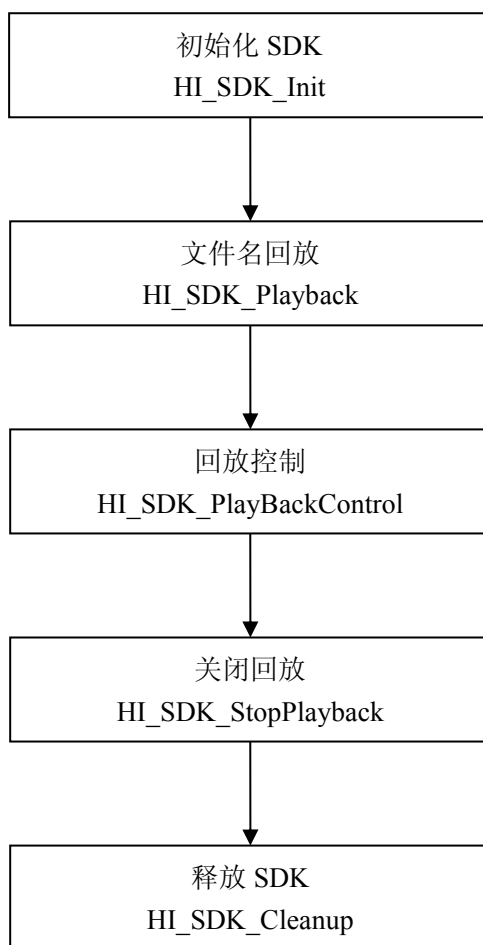 初始化 SDK
HI_SDK_Init
文件名回放
HI_SDK_Playback
回放控制
HI_SDK_PlayBackControl
关闭回放
HI_SDK_StopPlayback
释放 SDK
HI_SDK_Cleanup